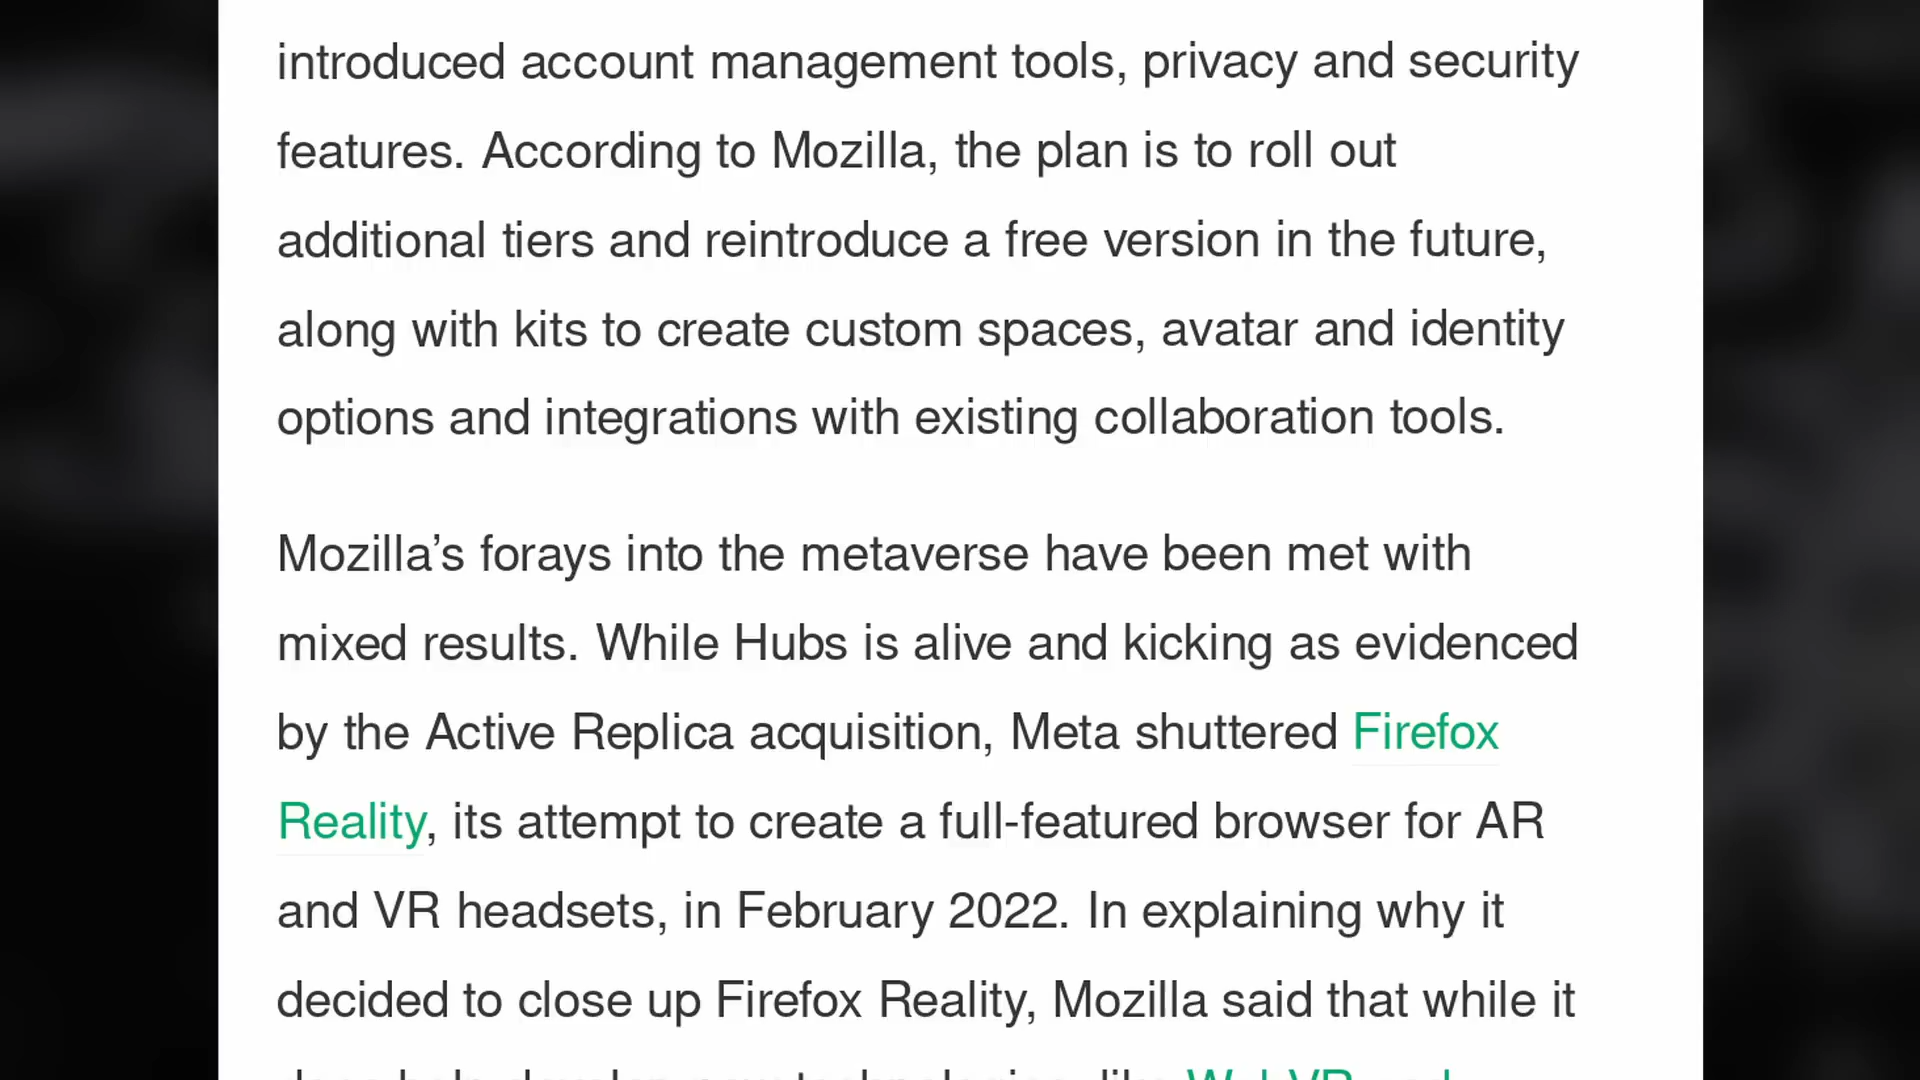 introduced account management tools, privacy and security
features. According to Mozilla, the plan is to roll out
additional tiers and reintroduce a free version in the future,
along with kits to create custom spaces, avatar and identity
options and integrations with existing collaboration tools.
Mozilla’s forays into the metaverse have been met with
mixed results. While Hubs is alive and kicking as evidenced
by the Active Replica acquisition, Meta shuttered Firefox
Reality, its attempt to create a full-featured browser for AR
and VR headsets, in February 2022. In explaining why it
decided to close up Firefox Reality, Mozilla said that while it